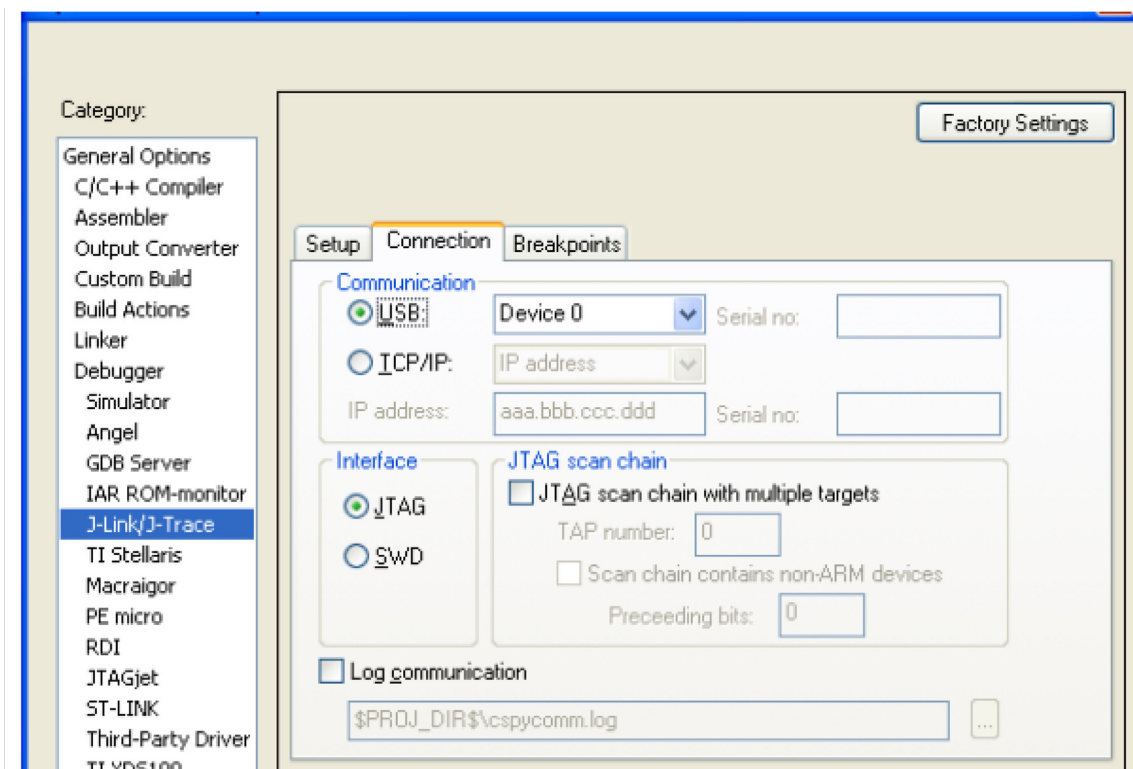 Category:
Factory Settings
General Options
C/C++ Compiler
Assembler
Output Converter
Custom Build
Build Actions
Linker
Debugger
Simulator
Angel
GDB Server
IAR ROM-monitor
J-Link/J-Trace
TI Stellaris
Macraigor
PE micro
RDI
JTAGjet
ST-LINK
Third-Party Driver
TI XDS100
Setup Connection Breakpoints
Communication
USB: Device 0 Serial no:
TCP/IP: IP address
IP address: aaa.bbb.ccc.ddd Serial no:
Interface
JTAG
SWD
JTAG scan chain
JTAG scan chain with multiple targets
TAP number: 0
Scan chain contains non-ARM devices
Preceeding bits: 0
Log communication
$PROJ_DIR$\cspycomm.log
...